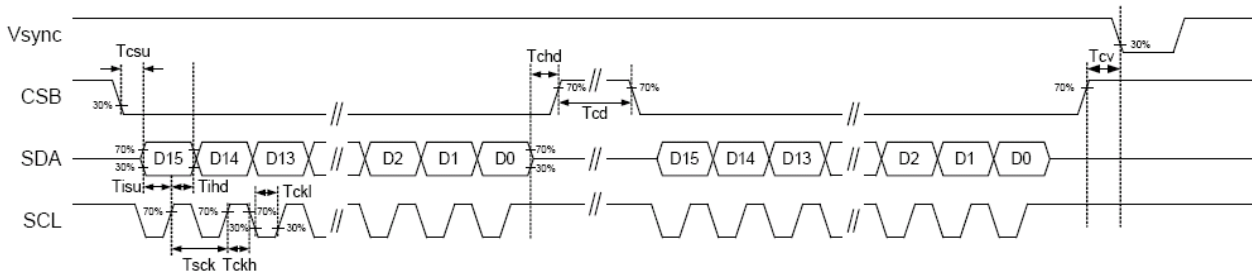 Vsync
30%
Tcsu Tchd Tcv
CSB 30% 70% 70% 70%
Tcd
SDA 70% 30% D15 D14 D13 // D2 D1 D0 70% 30% // D15 D14 D13 // D2 D1 D0
Tisu Tihd Tckl
SCL 70% 70% 70% 30% 30%
Tsck Tckh